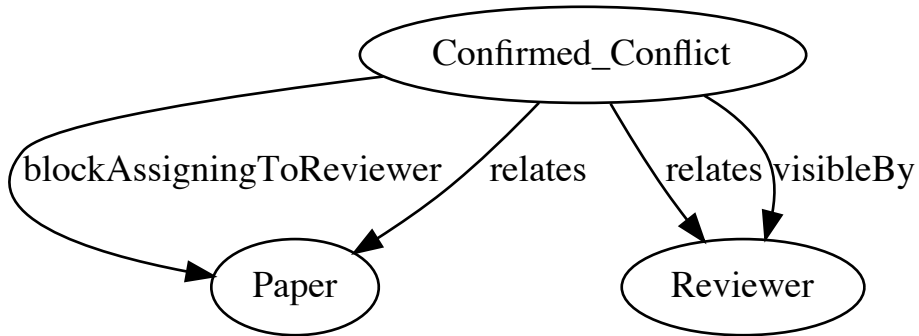 Confirmed_Conflict
blockAssigningToReviewer
relates
relates
visibleBy
Paper
Reviewer